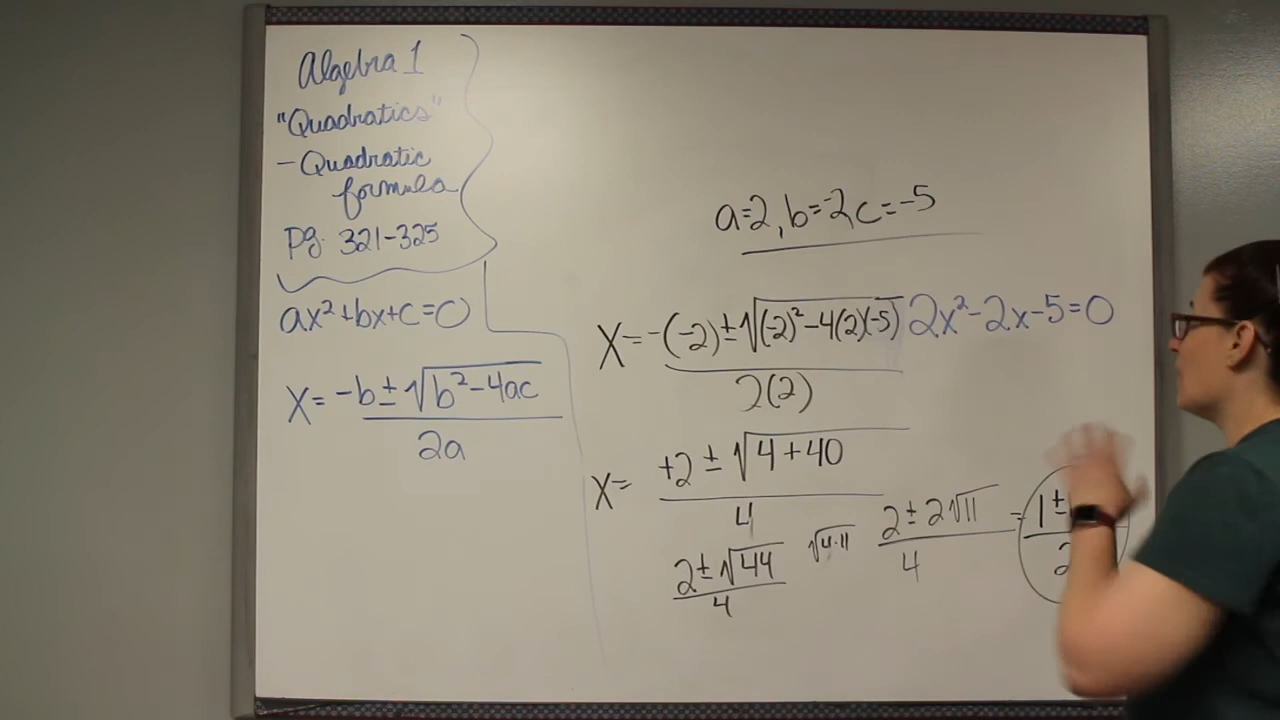 Algebra 1
"Quadratics"
- Quadratic
formula
Pg. 321-325
ax²+bx+c=0
X= -b±√b²-4ac
2a
a=2, b=-2, c=-5
X= -(-2)±√(-2)²-4(2)(-5)
2(2)
2x²-2x-5=0
X= +2±√4+40
4
2±√44
4
√4·11
2±2√11
4
= 1±
2